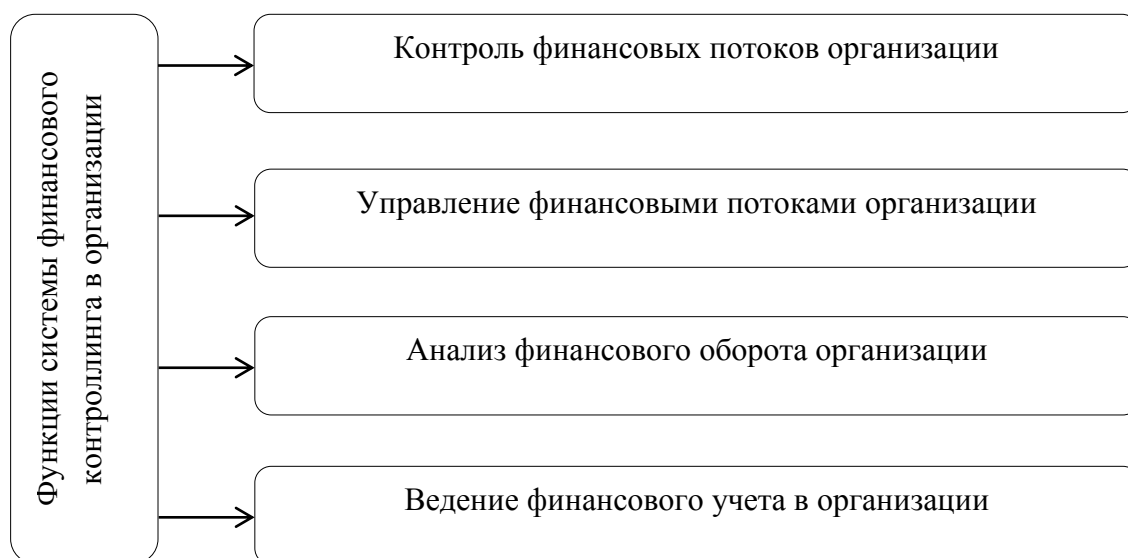 Функции системы финансового
контроллинга в организации
Контроль финансовых потоков организации
Управление финансовыми потоками организации
Анализ финансового оборота организации
Ведение финансового учета в организации